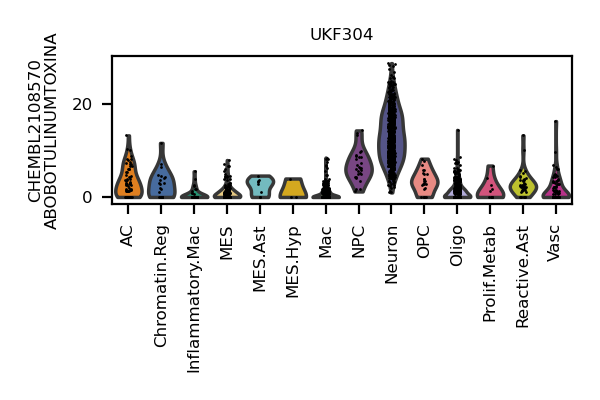 UKF304
CHEMBL2108570
ABOBOTULINUMTOXINA
20
0
AC
Chromatin.Reg
Inflammatory.Mac
MES
MES.Ast
MES.Hyp
Mac
NPC
Neuron
OPC
Oligo
Prolif.Metab
Reactive.Ast
Vasc